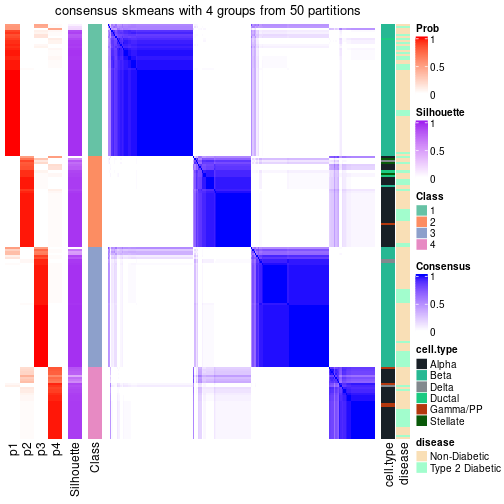 consensus skmeans with 4 groups from 50 partitions
Prob
1
0.5
0
Silhouette
1
0.5
0
Class
1
2
3
4
Consensus
1
0.5
0
cell.type
Alpha
Beta
Delta
Ductal
Gamma/PP
Stellate
disease
Non-Diabetic
Type 2 Diabetic
p1
p2
p3
p4
Silhouette
Class
cell.type
disease